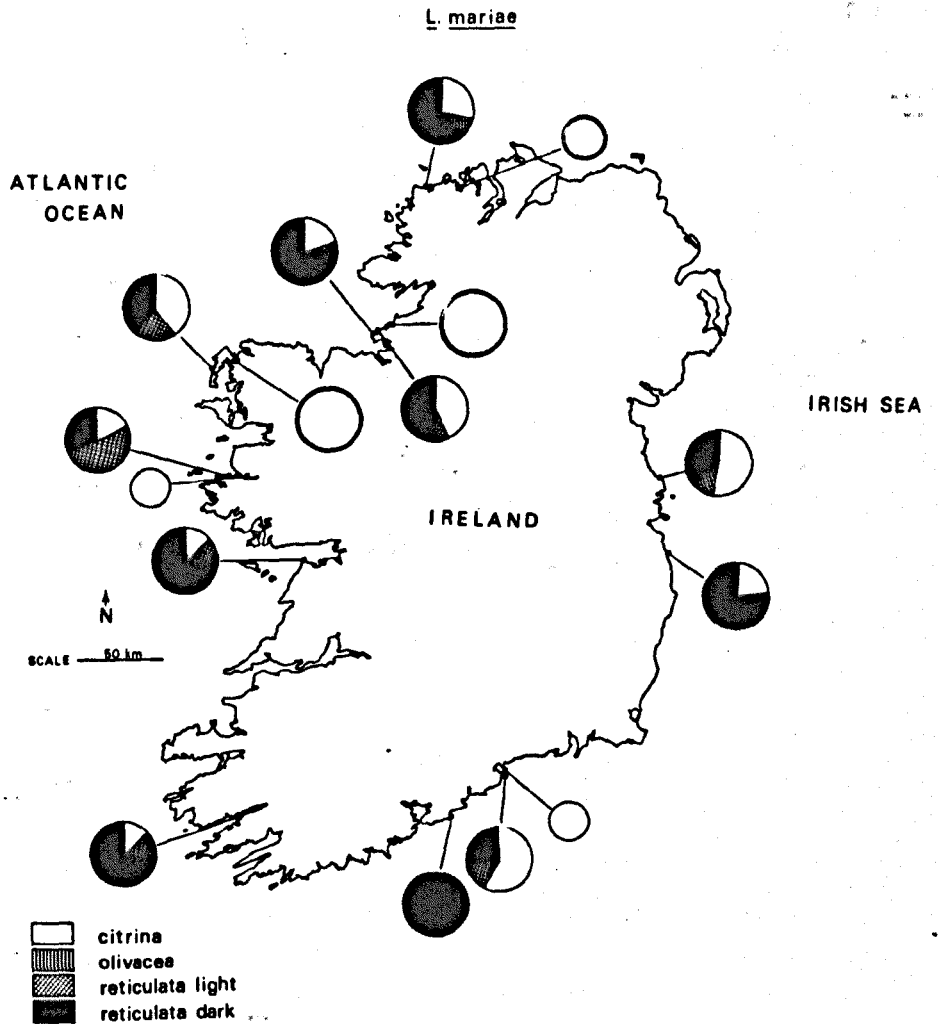 L. mariae
ATLANTIC
OCEAN
IRISH SEA
IRELAND
N
SCALE 50 km
citrina
olivacea
reticulata light
reticulata dark